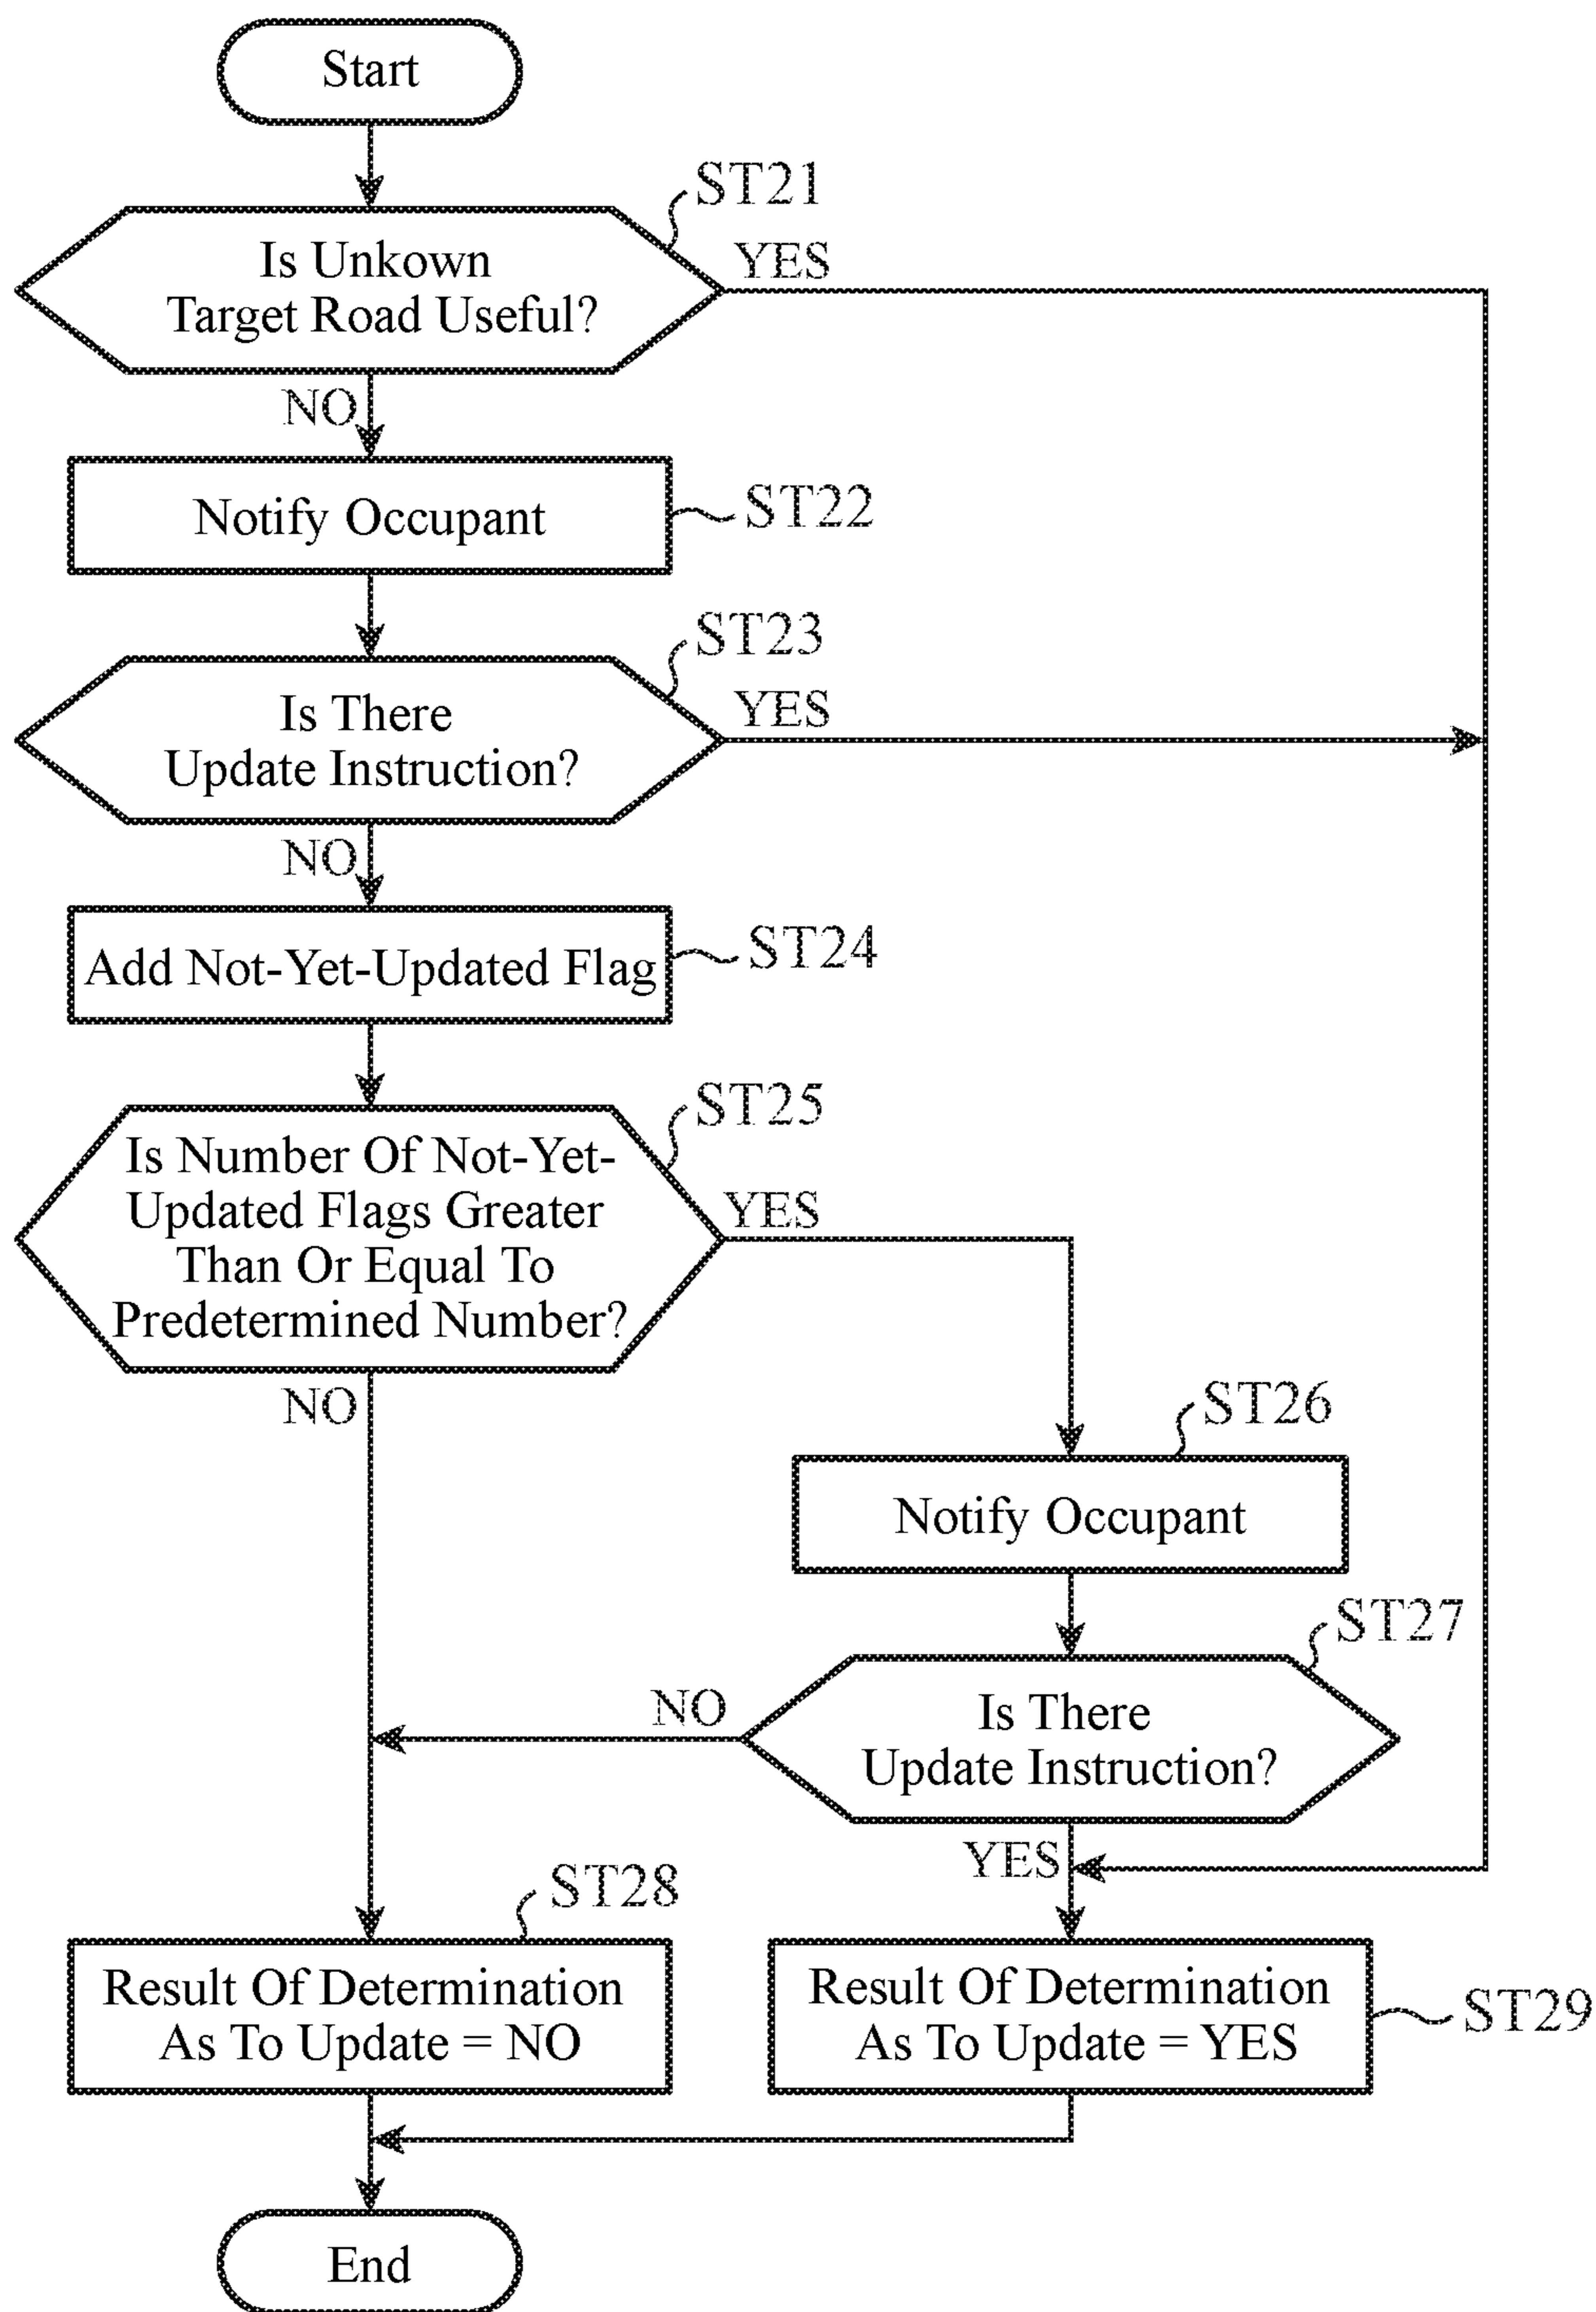 Start
ST21
Is Unkown
Target Road Useful?
YES
NO
Notify Occupant
ST22
ST23
Is There
Update Instruction?
YES
NO
Add Not-Yet-Updated Flag
ST24
ST25
Is Number Of Not-Yet-
Updated Flags Greater
Than Or Equal To
Predetermined Number?
YES
NO
ST26
Notify Occupant
ST27
Is There
Update Instruction?
NO
YES
ST28
Result Of Determination
As To Update = NO
Result Of Determination
As To Update = YES
ST29
End